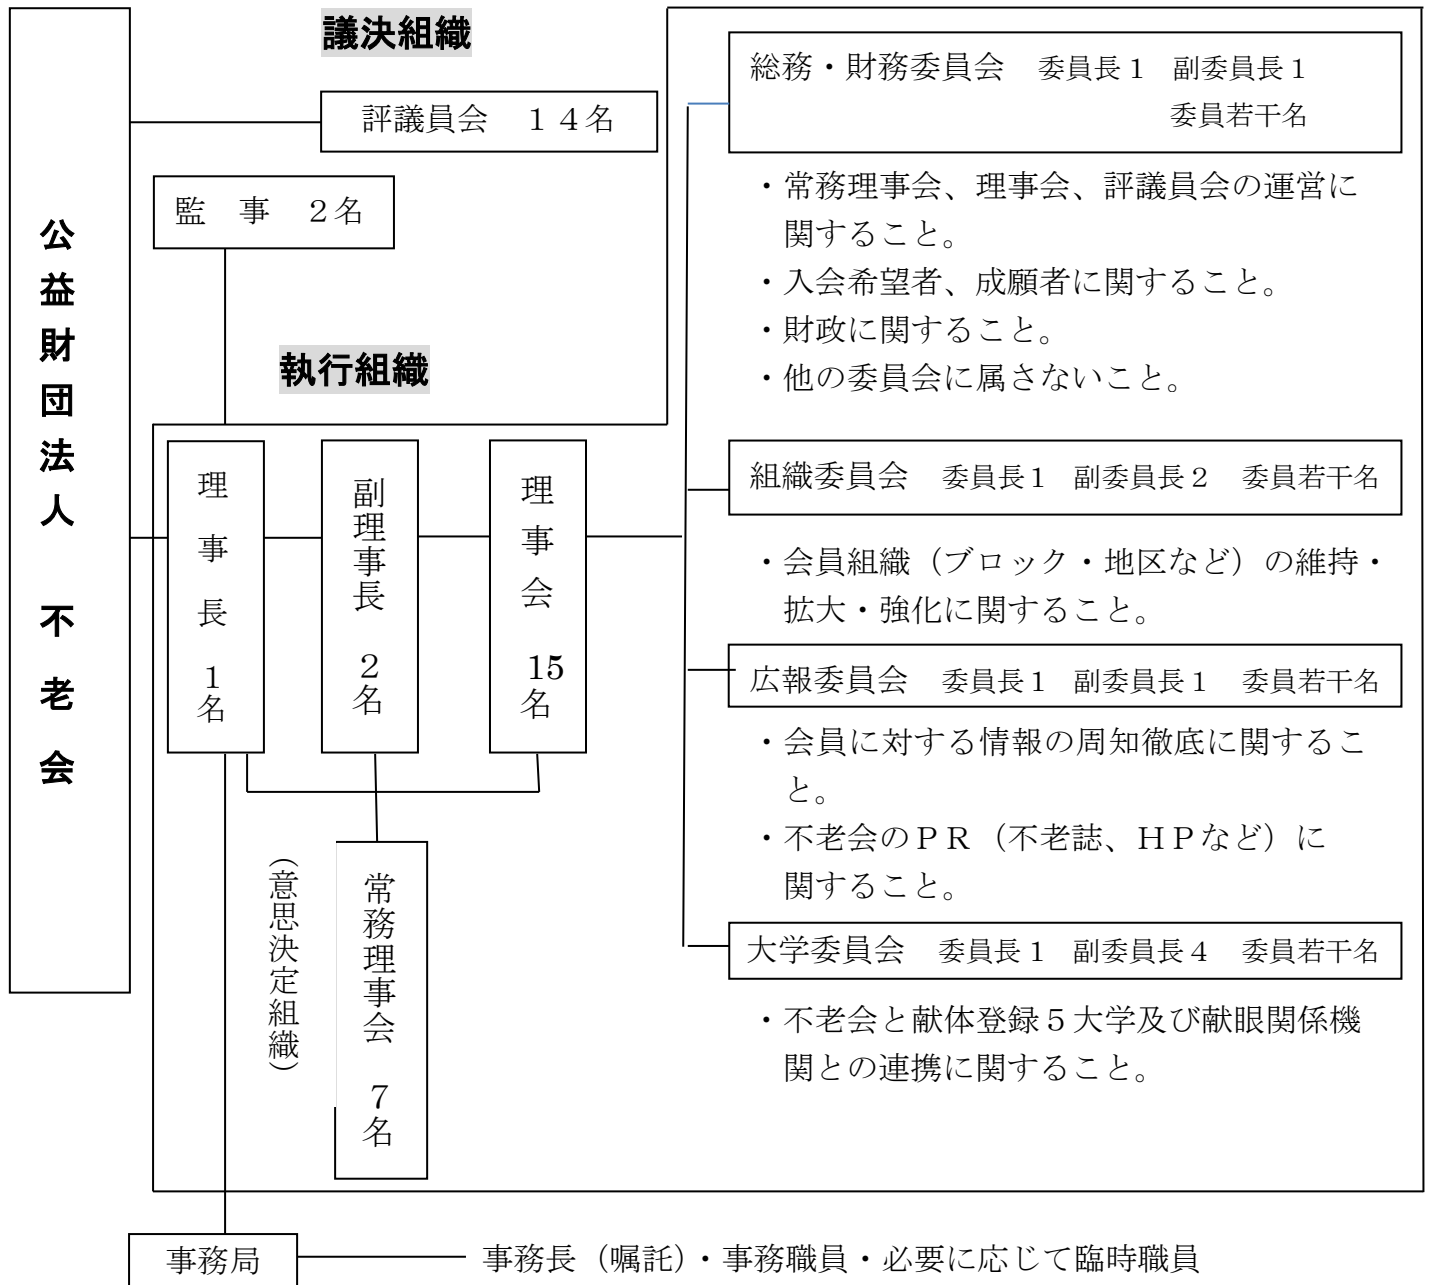 公益財団法人　不老会
議決組織
評議員会　１４名
監　事　２名
執行組織
理事長　１名
副理事長　２名
理事会　15名
（意思決定組織）
常務理事会　７名
総務・財務委員会　委員長１　副委員長１
委員若干名
・常務理事会、理事会、評議員会の運営に
関すること。
・入会希望者、成願者に関すること。
・財政に関すること。
・他の委員会に属さないこと。
組織委員会　委員長１　副委員長２　委員若干名
・会員組織（ブロック・地区など）の維持・
拡大・強化に関すること。
広報委員会　委員長１　副委員長１　委員若干名
・会員に対する情報の周知徹底に関するこ
と。
・不老会のＰＲ（不老誌、ＨＰなど）に
関すること。
大学委員会　委員長１　副委員長４　委員若干名
・不老会と献体登録５大学及び献眼関係機
関との連携に関すること。
事務局
事務長（嘱託）・事務職員・必要に応じて臨時職員